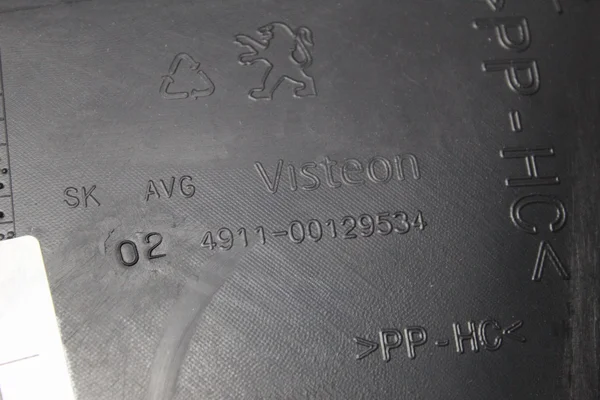 SK AVG Visteon
02 4911-00129534
>PP-HC<
>PP-HC<